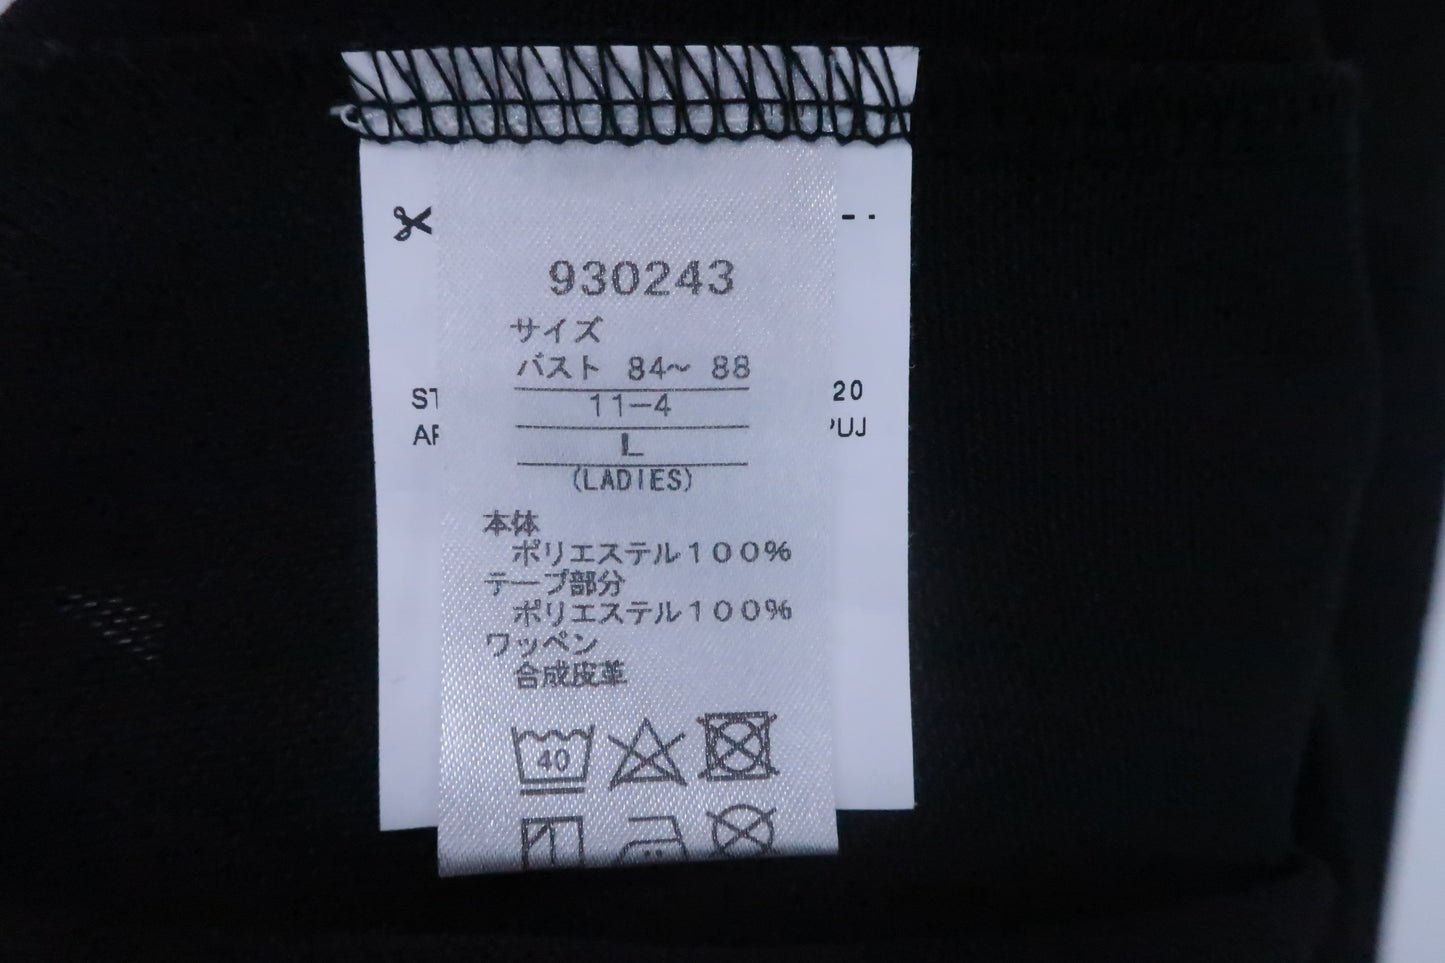 930243
サイズ
バスト 84～ 88
11-4
L
(LADIES)
本体
ポリエステル100%
テープ部分
ポリエステル100%
ワッペン
合成皮革
40
20